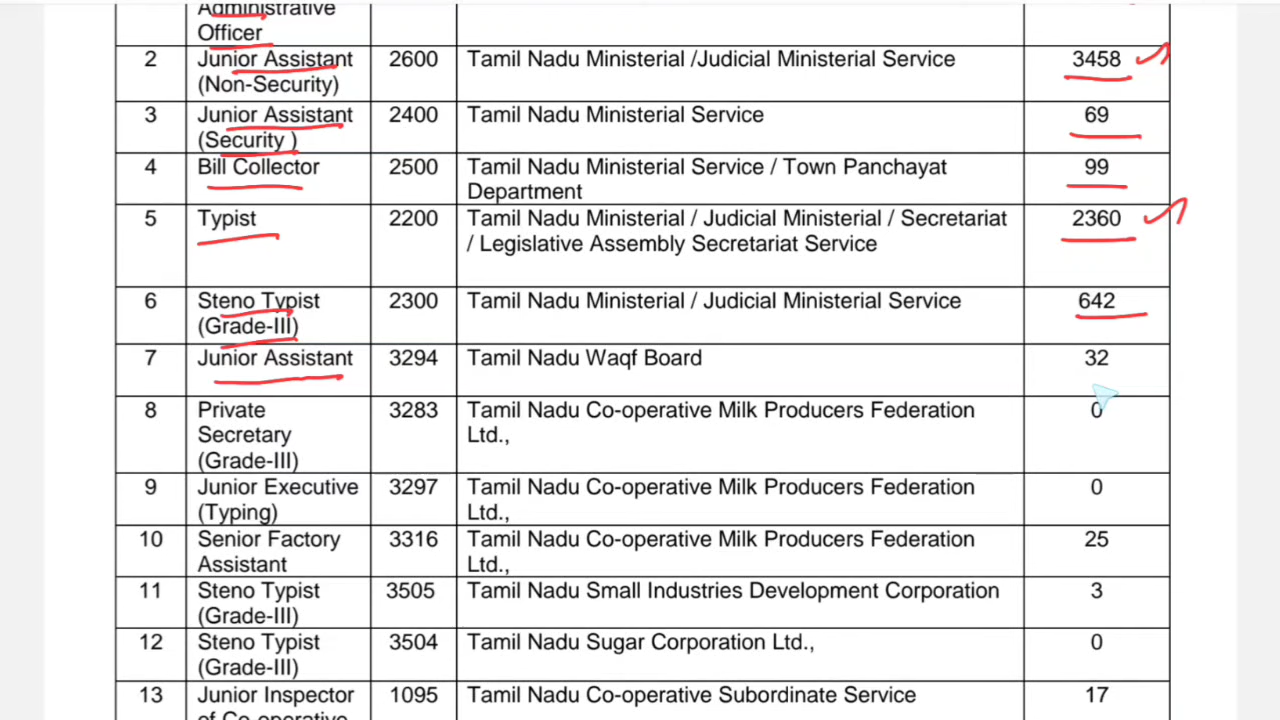 Administrative
Officer
2 Junior Assistant 2600 Tamil Nadu Ministerial /Judicial Ministerial Service 3458
(Non-Security)
3 Junior Assistant 2400 Tamil Nadu Ministerial Service 69
(Security )
4 Bill Collector 2500 Tamil Nadu Ministerial Service / Town Panchayat 99
Department
5 Typist 2200 Tamil Nadu Ministerial / Judicial Ministerial / Secretariat 2360
/ Legislative Assembly Secretariat Service
6 Steno Typist 2300 Tamil Nadu Ministerial / Judicial Ministerial Service 642
(Grade-III)
7 Junior Assistant 3294 Tamil Nadu Waqf Board 32
8 Private 3283 Tamil Nadu Co-operative Milk Producers Federation 0
Secretary Ltd.,
(Grade-III)
9 Junior Executive 3297 Tamil Nadu Co-operative Milk Producers Federation 0
(Typing) Ltd.,
10 Senior Factory 3316 Tamil Nadu Co-operative Milk Producers Federation 25
Assistant Ltd.,
11 Steno Typist 3505 Tamil Nadu Small Industries Development Corporation 3
(Grade-III)
12 Steno Typist 3504 Tamil Nadu Sugar Corporation Ltd., 0
(Grade-III)
13 Junior Inspector 1095 Tamil Nadu Co-operative Subordinate Service 17
of Co-operative